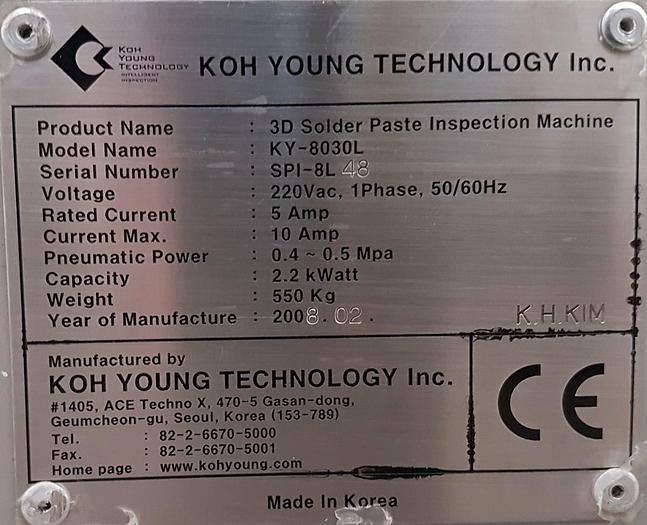 KOH
YOUNG
TECHNOLOGY
INTELLIGENT
INSPECTION
KOH YOUNG TECHNOLOGY Inc.
Product Name : 3D Solder Paste Inspection Machine
Model Name : KY-8030L
Serial Number : SPI-8L 48
Voltage : 220Vac, 1Phase, 50/60Hz
Rated Current : 5 Amp
Current Max. : 10 Amp
Pneumatic Power : 0.4 ~ 0.5 Mpa
Capacity : 2.2 kWatt
Weight : 550 Kg
Year of Manufacture : 2008. 02 .
K.H.KIM
Manufactured by
KOH YOUNG TECHNOLOGY Inc.
#1405, ACE Techno X, 470-5 Gasan-dong,
Geumcheon-gu, Seoul, Korea (153-789)
Tel. : 82-2-6670-5000
Fax. : 82-2-6670-5001
Home page : www.kohyoung.com
CE
Made In Korea